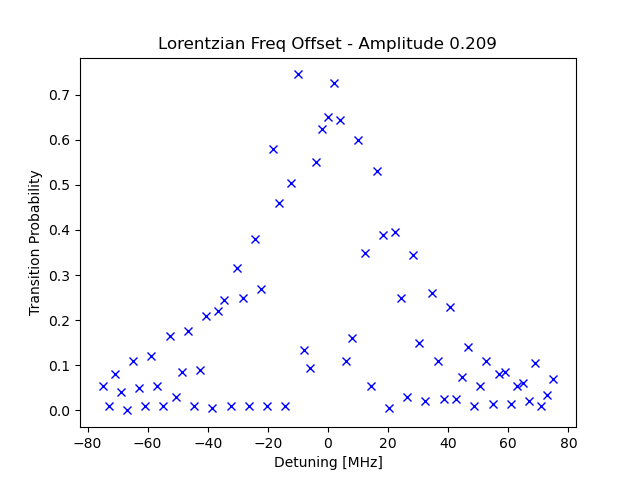 Lorentzian Freq Offset - Amplitude 0.209
Transition Probability
0.7
0.6
0.5
0.4
0.3
0.2
0.1
0.0
−80 −60 −40 −20 0 20 40 60 80
Detuning [MHz]